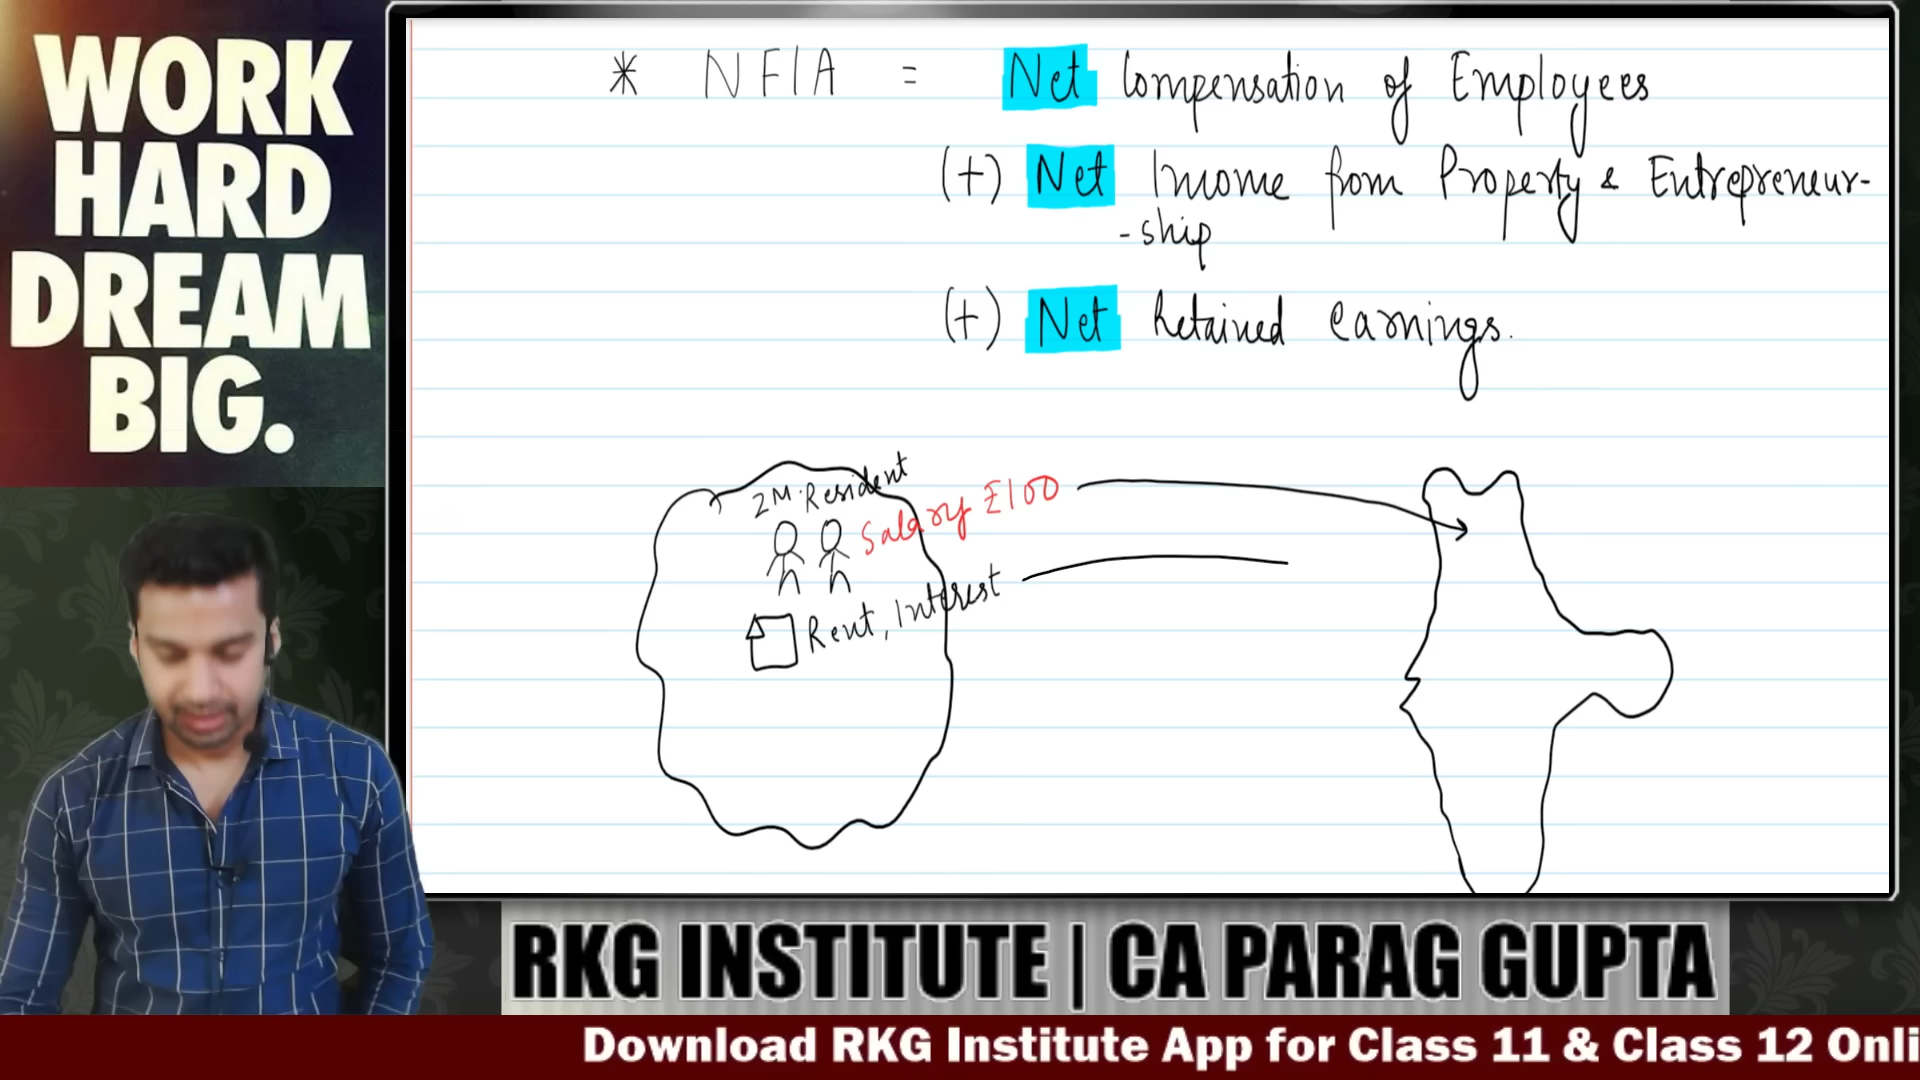 WORK
HARD
DREAM
BIG.
* NFIA = Net Compensation of Employees
(+) Net Income from Property & Entrepreneur-
-ship
(+) Net Retained earnings.
Resident
Salary £100
Rent, Interest
RKG INSTITUTE | CA PARAG GUPTA
Download RKG Institute App for Class 11 & Class 12 Onli